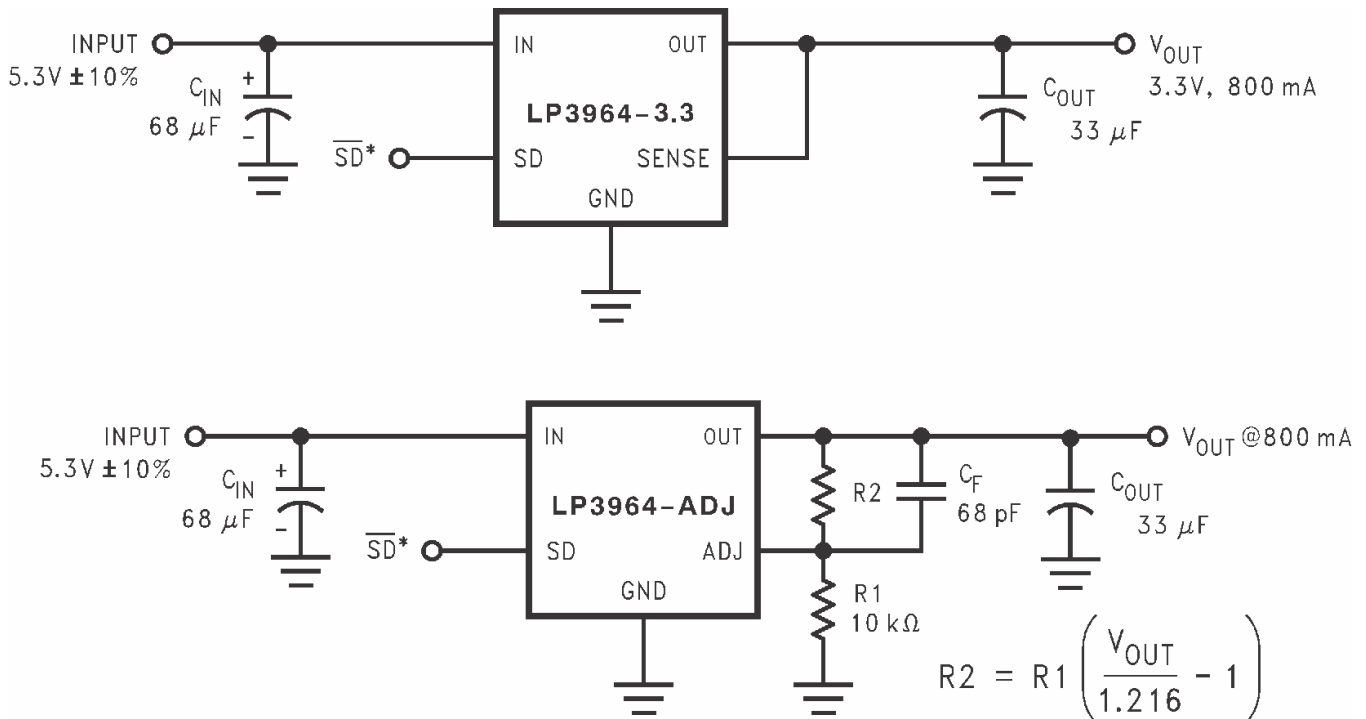 INPUT
5.3V ±10%
C_IN
68 μF
+
−
SD*
IN
OUT
LP3964-3.3
SD
SENSE
GND
V_OUT
3.3V, 800 mA
C_OUT
33 μF
INPUT
5.3V ±10%
C_IN
68 μF
+
−
SD*
IN
OUT
LP3964-ADJ
SD
ADJ
GND
R2
C_F
68 pF
R1
10 kΩ
C_OUT
33 μF
V_OUT @800 mA
R2 = R1 (V_OUT / 1.216 − 1)